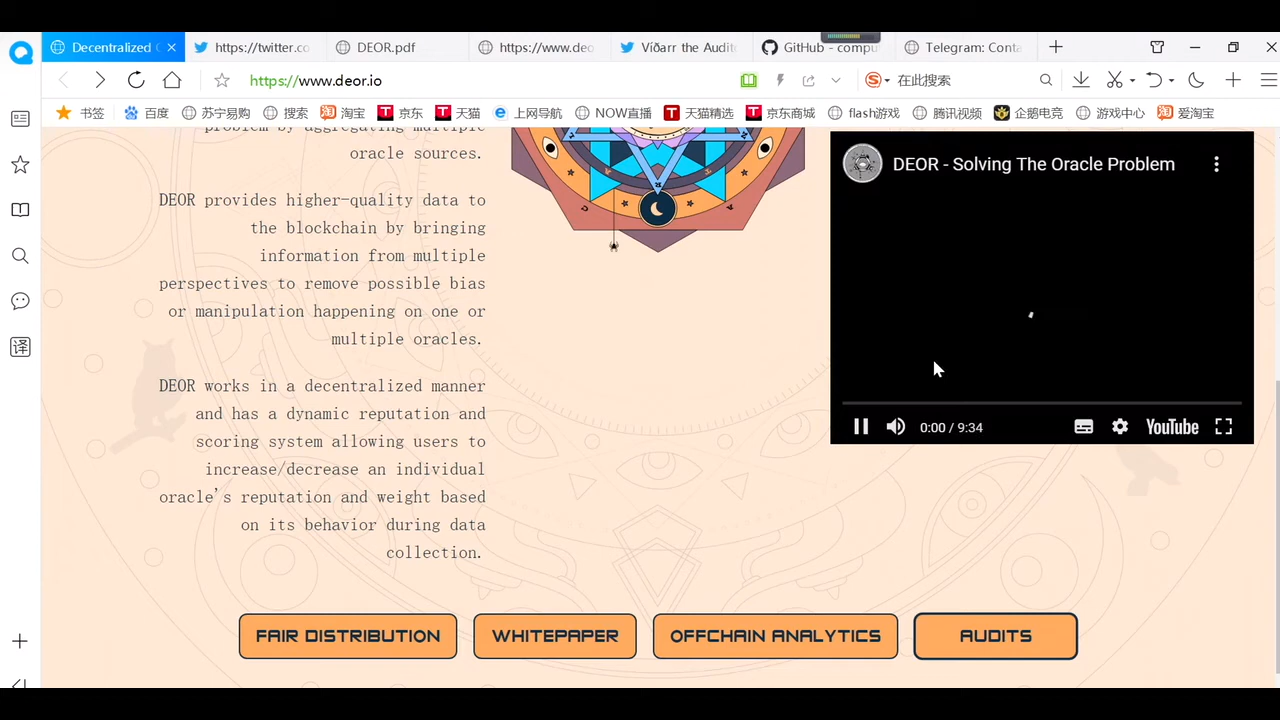 Decentralized
https://twitter.co
DEOR.pdf
https://www.deo
Víðarr the Audit
GitHub - compu
Telegram: Conta
https://www.deor.io
在此搜索
书签
百度
苏宁易购
搜索
淘宝
京东
天猫
上网导航
NOW直播
天猫精选
京东商城
flash游戏
腾讯视频
企鹅电竞
游戏中心
爱淘宝
译
problem by aggregating multiple
oracle sources.
DEOR provides higher-quality data to
the blockchain by bringing
information from multiple
perspectives to remove possible bias
or manipulation happening on one or
multiple oracles.
DEOR works in a decentralized manner
and has a dynamic reputation and
scoring system allowing users to
increase/decrease an individual
oracle's reputation and weight based
on its behavior during data
collection.
DEOR - Solving The Oracle Problem
0:00 / 9:34
YouTube
FAIR DISTRIBUTION
WHITEPAPER
OFFCHAIN ANALYTICS
AUDITS